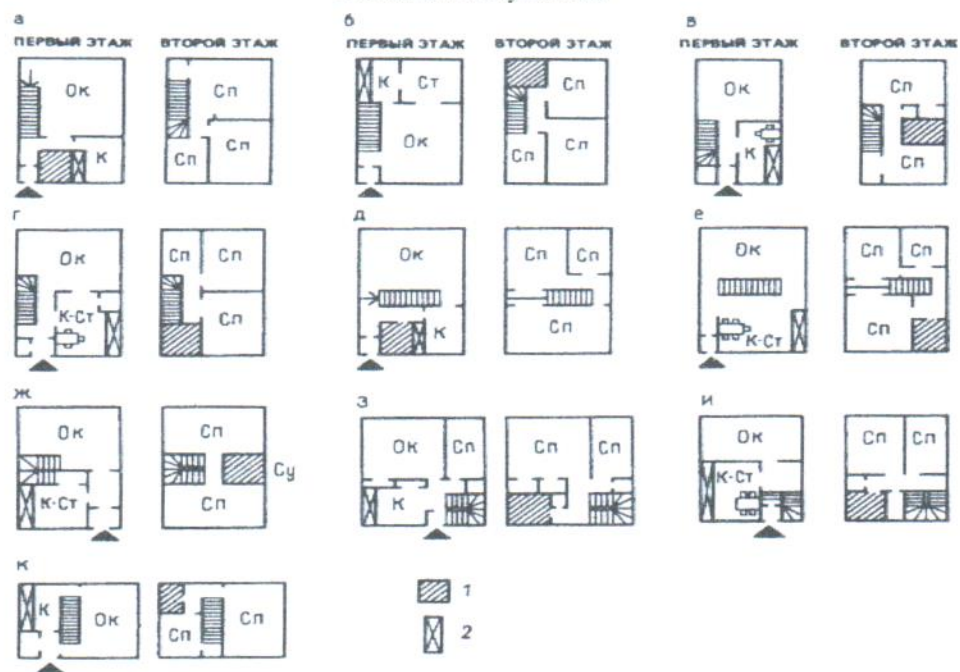 а б в
ПЕРВЫЙ ЭТАЖ ВТОРОЙ ЭТАЖ ПЕРВЫЙ ЭТАЖ ВТОРОЙ ЭТАЖ ПЕРВЫЙ ЭТАЖ ВТОРОЙ ЭТАЖ
Ок Сп К Ст Сп Ок Сп
К Сп Сп Ок Сп Сп К Сп
г д е
Ок Сп Сп Ок Сп Сп Ок Сп Сп
К-Ст Сп К Сп К-Ст Сп
ж з и
Ок Сп Су Ок Сп Сп Сп Ок Сп Сп
К-Ст Сп К К-Ст
к
К Ок Сп Сп
1
2